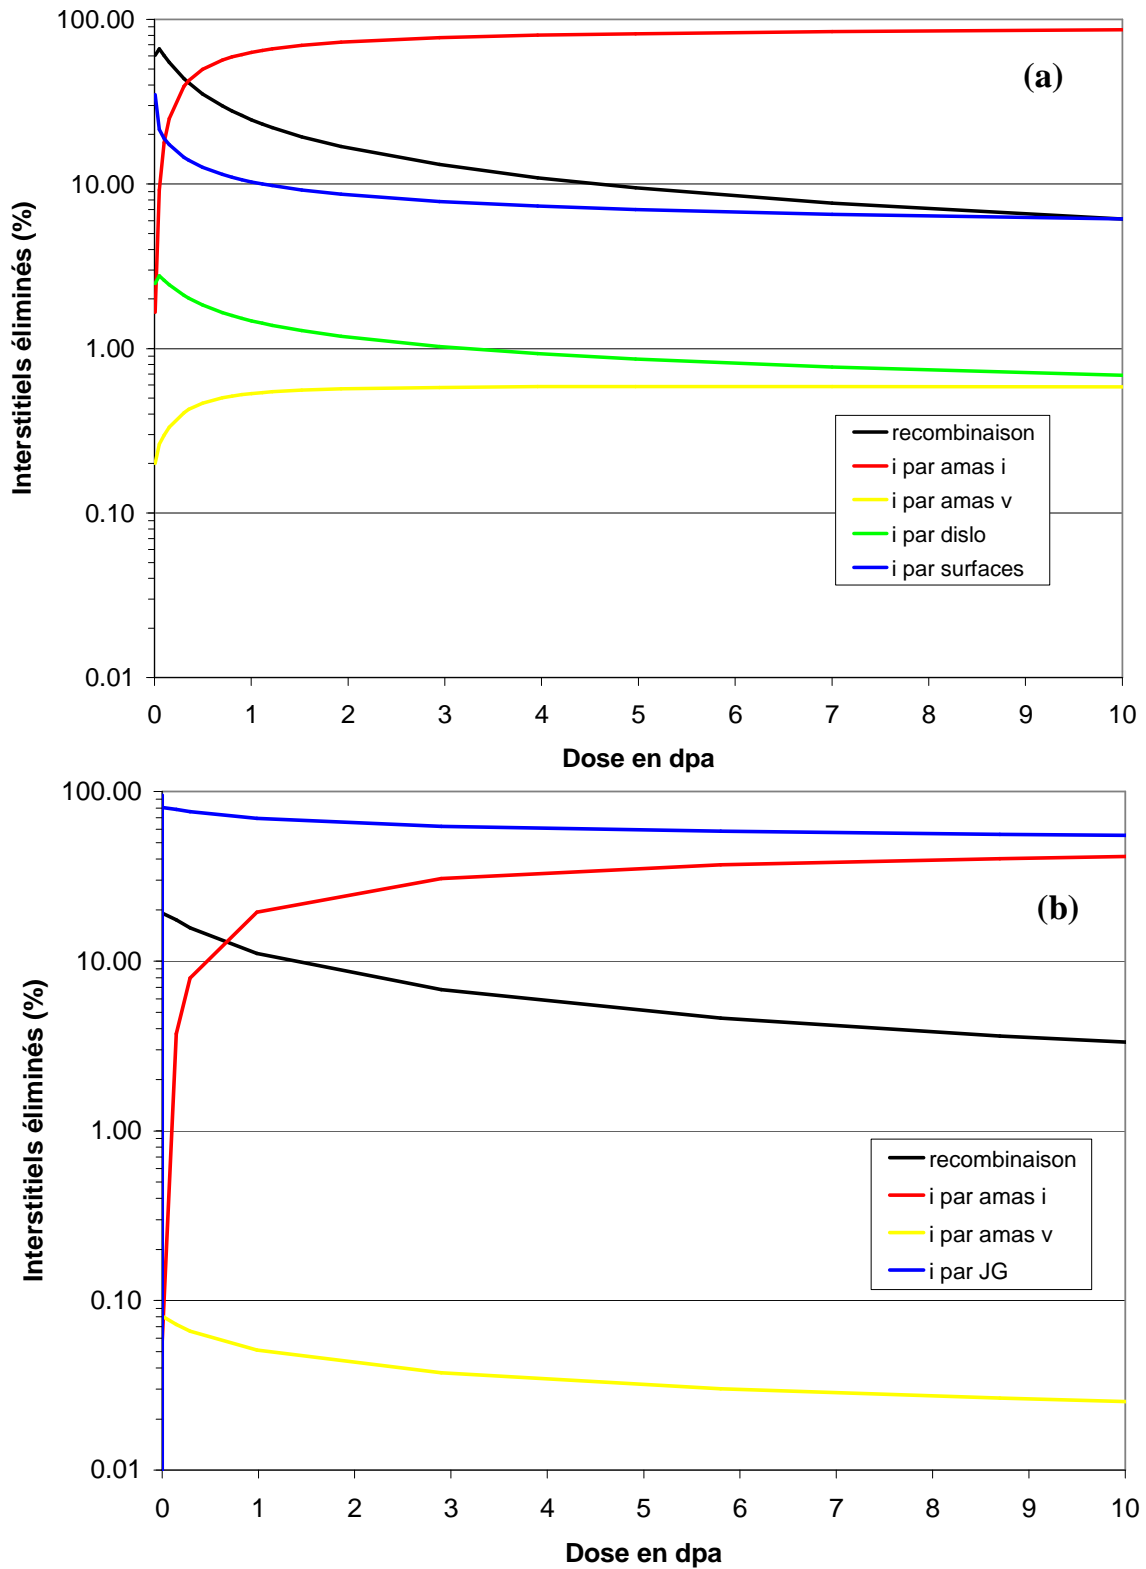 100.00
10.00
1.00
0.10
0.01
Interstitiels éliminés (%)
(a)
recombinaison
i par amas i
i par amas v
i par dislo
i par surfaces
0 1 2 3 4 5 6 7 8 9 10
Dose en dpa
100.00
10.00
1.00
0.10
0.01
Interstitiels éliminés (%)
(b)
recombinaison
i par amas i
i par amas v
i par JG
0 1 2 3 4 5 6 7 8 9 10
Dose en dpa